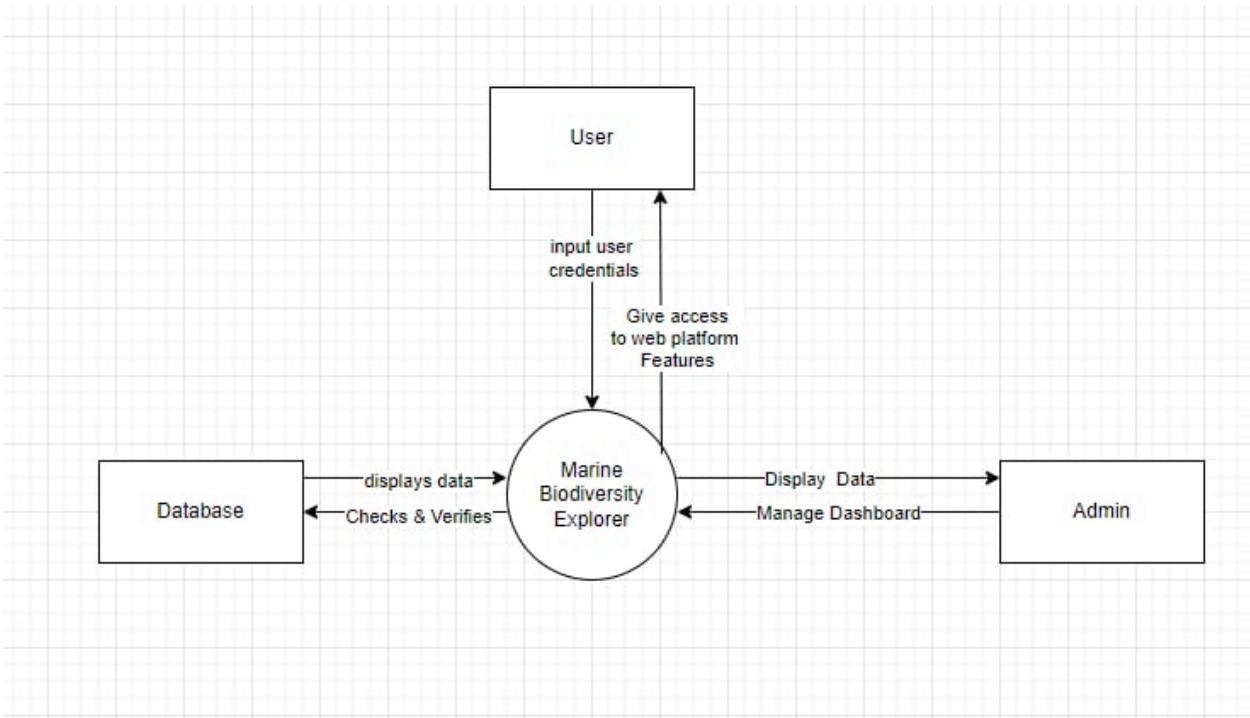 User
input user
credentials
Give access
to web platform
Features
displays data
Checks & Verifies
Database
Marine
Biodiversity
Explorer
Display  Data
Manage Dashboard
Admin